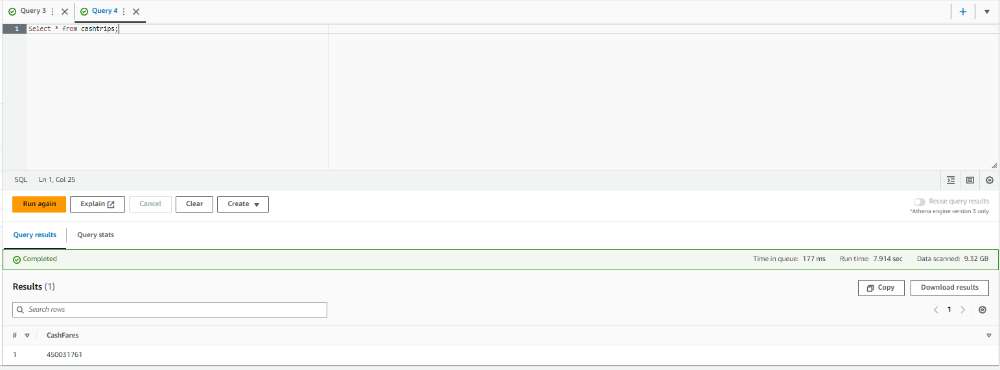 Query 3
Query 4
1 Select * from cashtrips;
SQL Ln 1, Col 25
Run again Explain Cancel Clear Create
Reuse query results
*Athena engine version 3 only
Query results Query stats
Completed Time in queue: 177 ms Run time: 7.914 sec Data scanned: 9.32 GB
Results (1) Copy Download results
Search rows 1
# CashFares
1 450031761